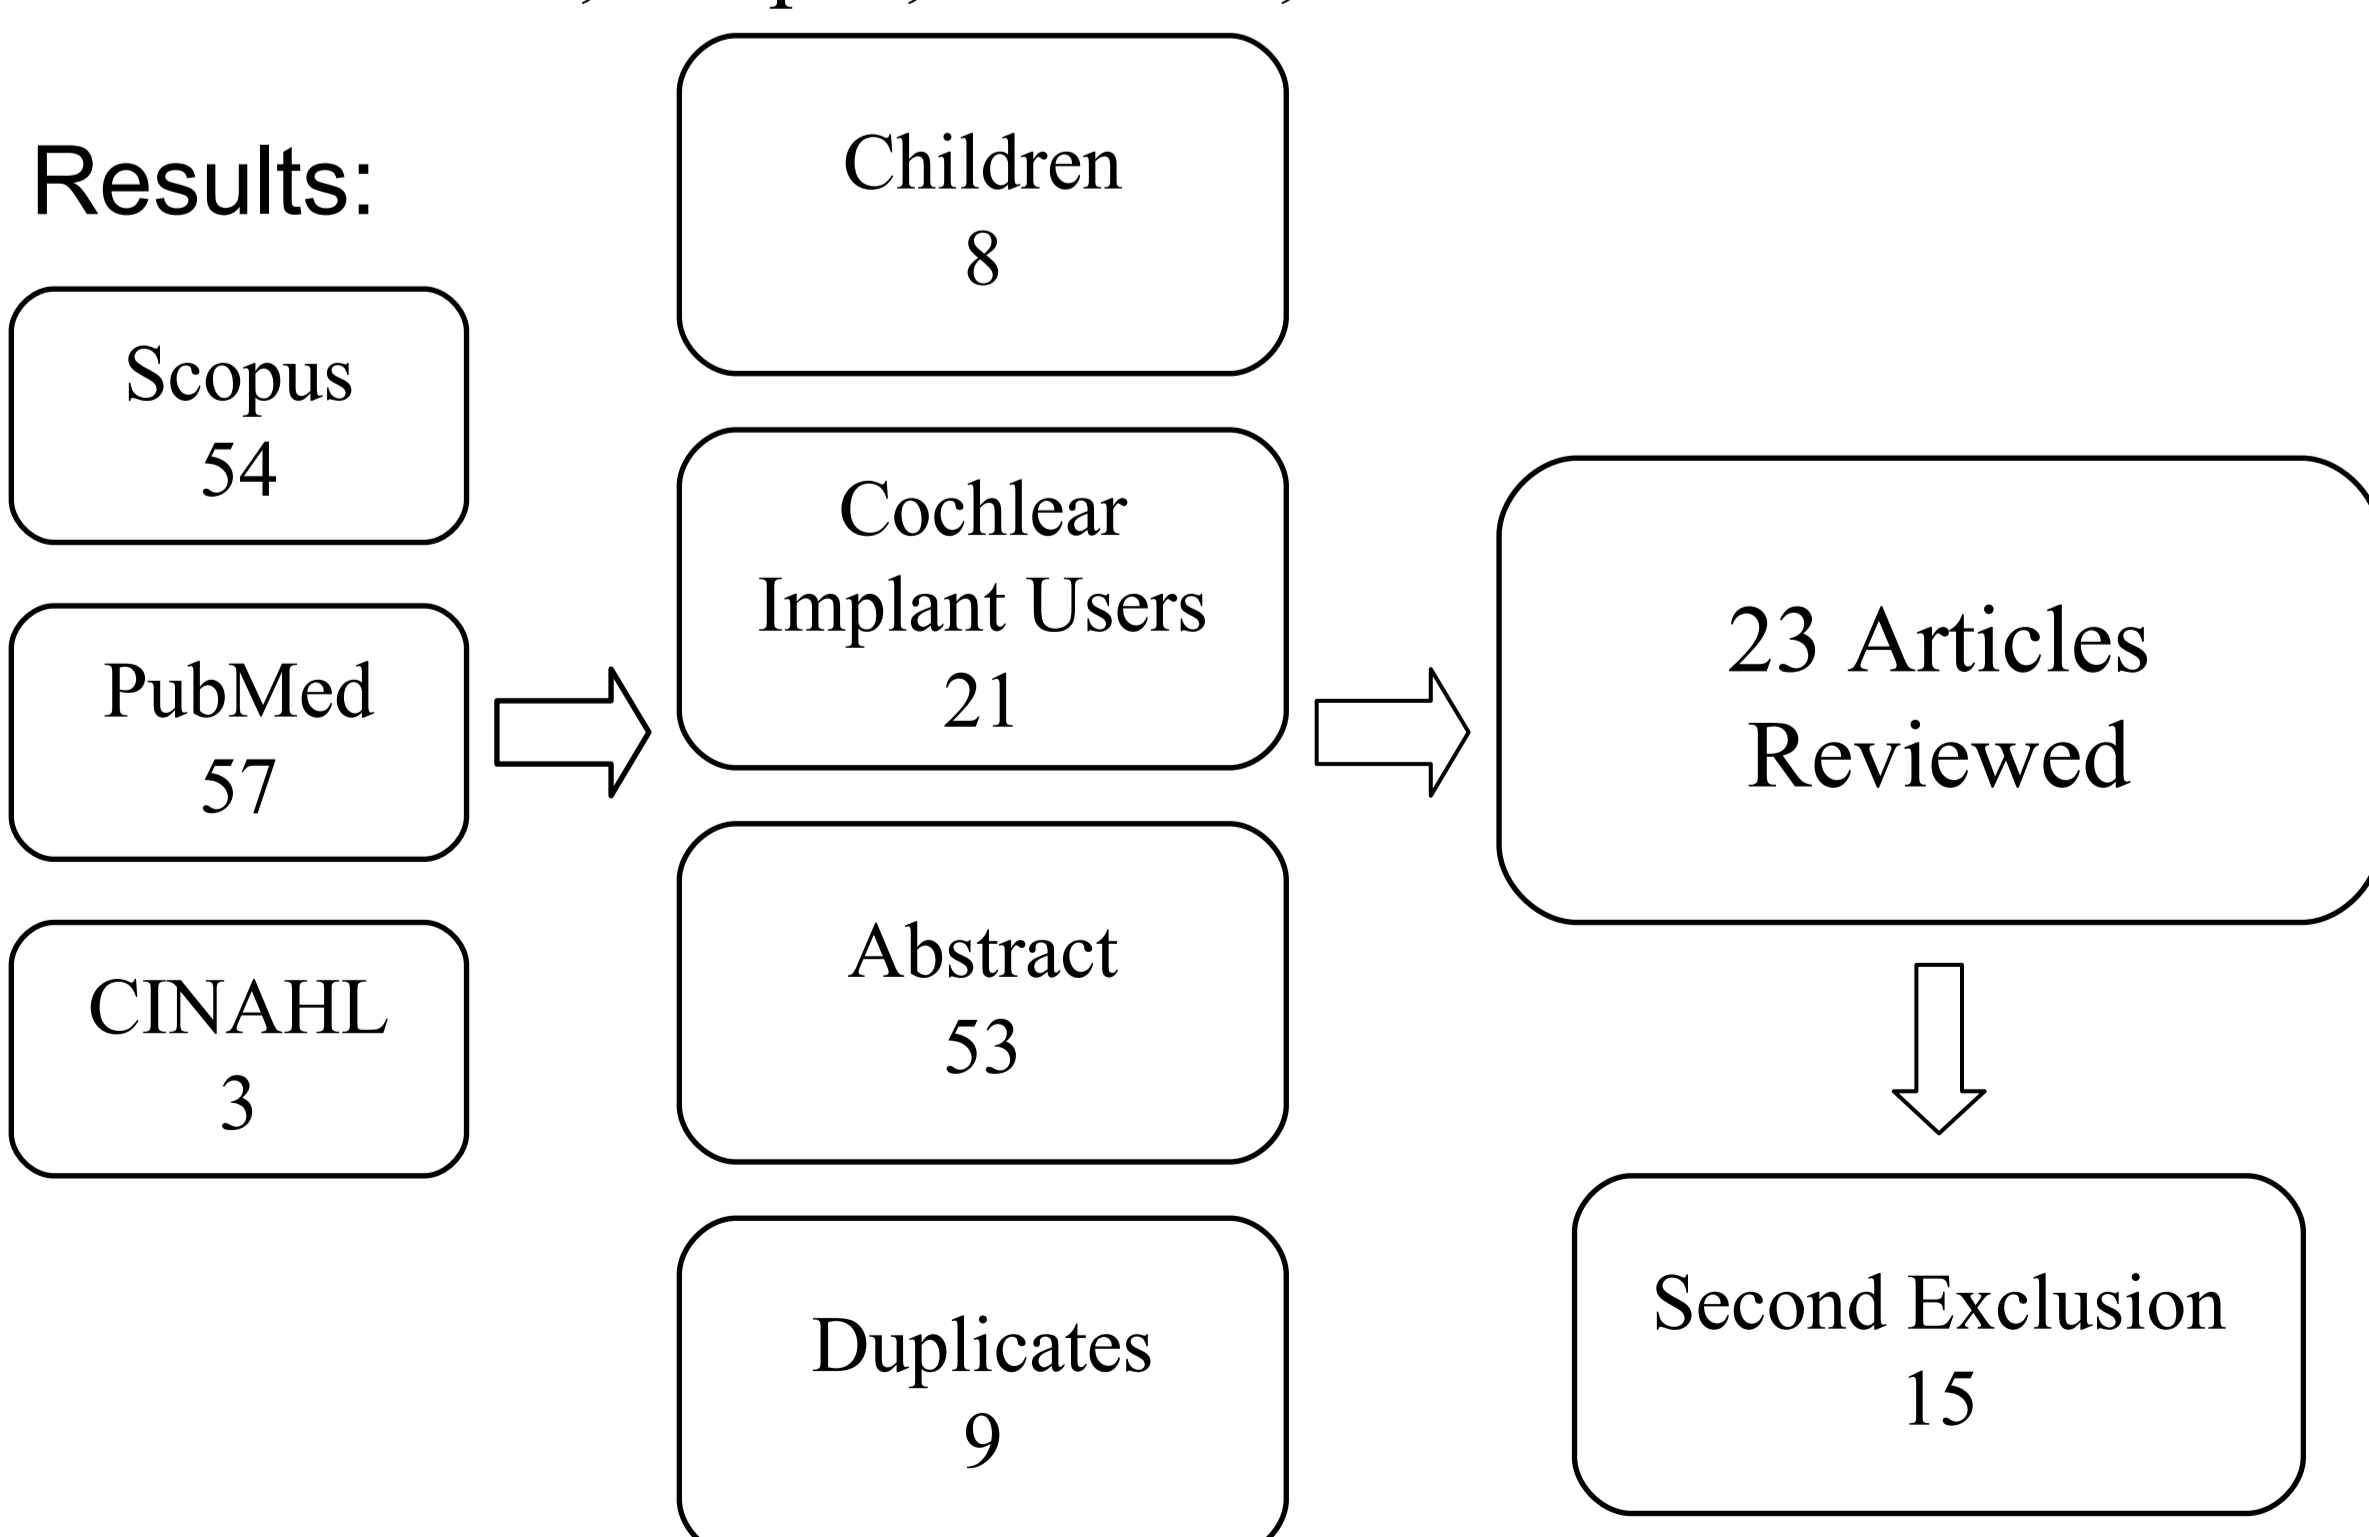 Results:
Scopus
54
PubMed
57
CINAHL
3
Children
8
Cochlear
Implant Users
21
Abstract
53
Duplicates
9
23 Articles
Reviewed
Second Exclusion
15